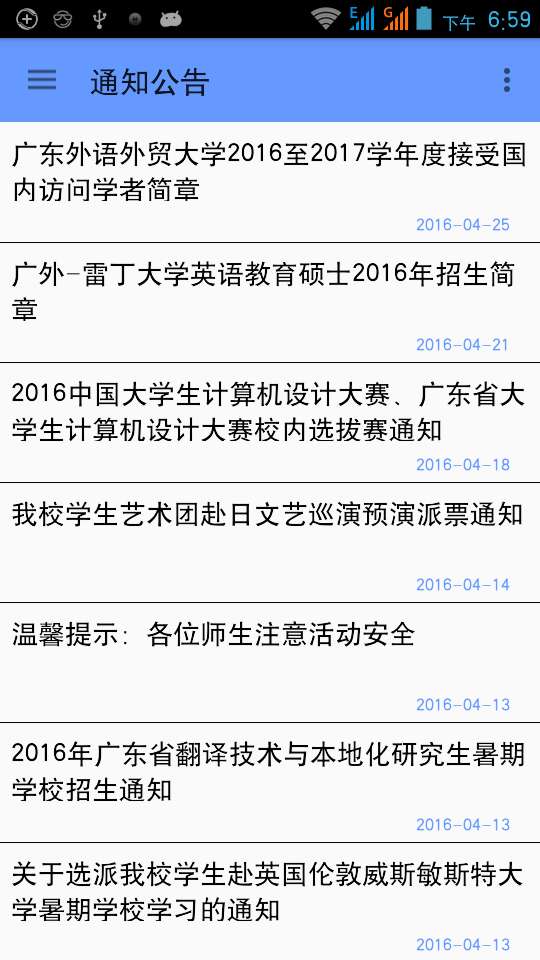 E G 下午 6:59
通知公告
广东外语外贸大学2016至2017学年度接受国
内访问学者简章
2016-04-25
广外-雷丁大学英语教育硕士2016年招生简
章
2016-04-21
2016中国大学生计算机设计大赛、广东省大
学生计算机设计大赛校内选拔赛通知
2016-04-18
我校学生艺术团赴日文艺巡演预演派票通知
2016-04-14
温馨提示：各位师生注意活动安全
2016-04-13
2016年广东省翻译技术与本地化研究生暑期
学校招生通知
2016-04-13
关于选派我校学生赴英国伦敦威斯敏斯特大
学暑期学校学习的通知
2016-04-13